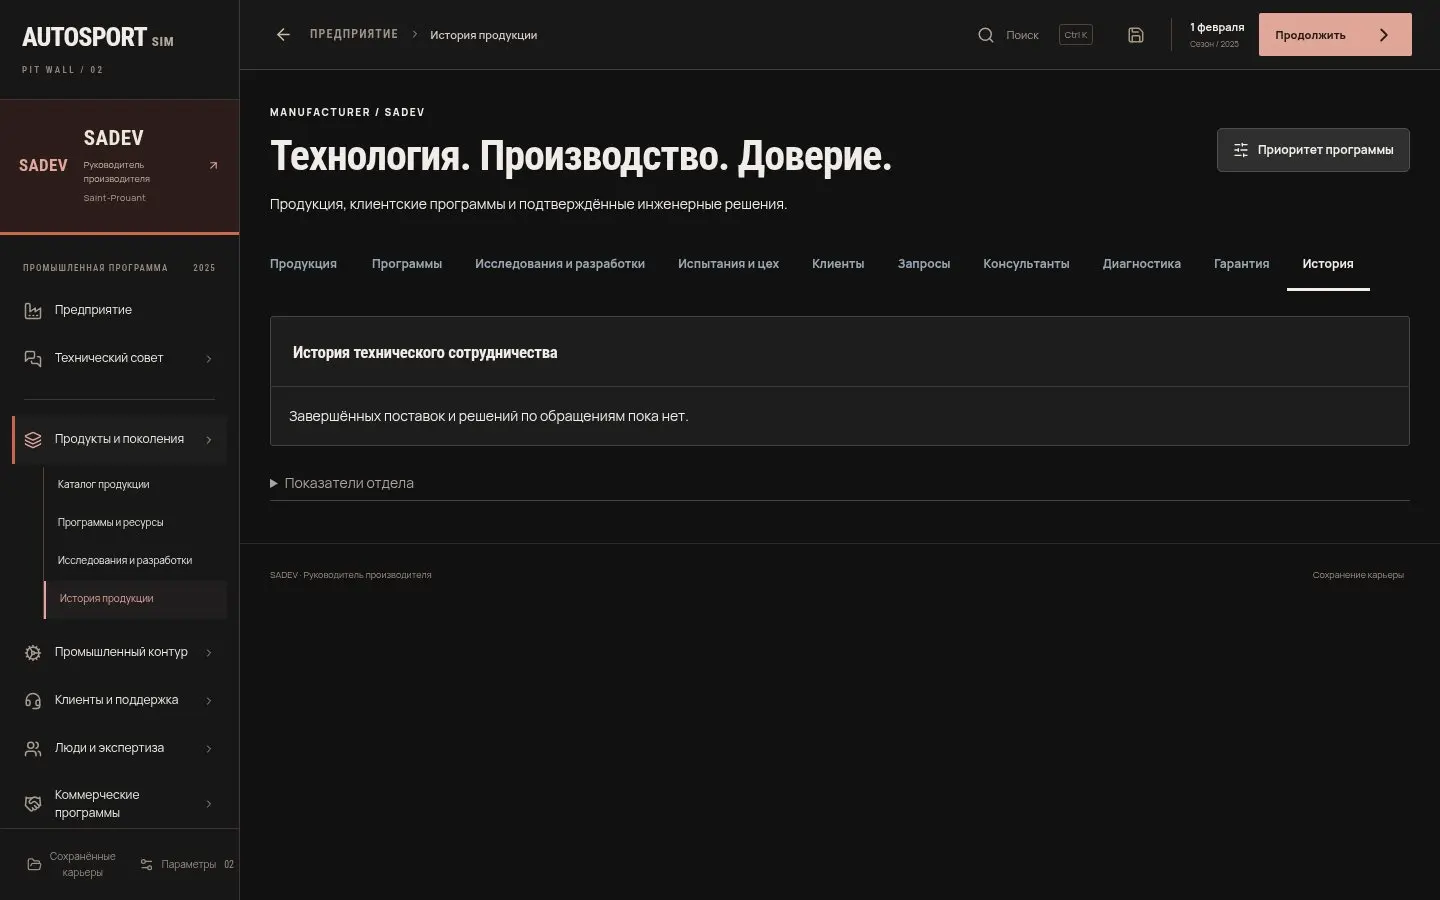 AUTOSPORT SIM
PIT WALL / 02
SADEV
SADEV
Руководитель
производителя
Saint-Prouant
ПРОМЫШЛЕННАЯ ПРОГРАММА 2025
Предприятие
Технический совет
Продукты и поколения
Каталог продукции
Программы и ресурсы
Исследования и разработки
История продукции
Промышленный контур
Клиенты и поддержка
Люди и экспертиза
Коммерческие
программы
Сохранённые
карьеры
Параметры 02
ПРЕДПРИЯТИЕ
История продукции
Поиск
Ctrl K
1 февраля
Сезон / 2025
Продолжить
MANUFACTURER / SADEV
Технология. Производство. Доверие.
Приоритет программы
Продукция, клиентские программы и подтверждённые инженерные решения.
Продукция Программы Исследования и разработки Испытания и цех Клиенты Запросы Консультанты Диагностика Гарантия История
История технического сотрудничества
Завершённых поставок и решений по обращениям пока нет.
Показатели отдела
SADEV · Руководитель производителя
Сохранение карьеры